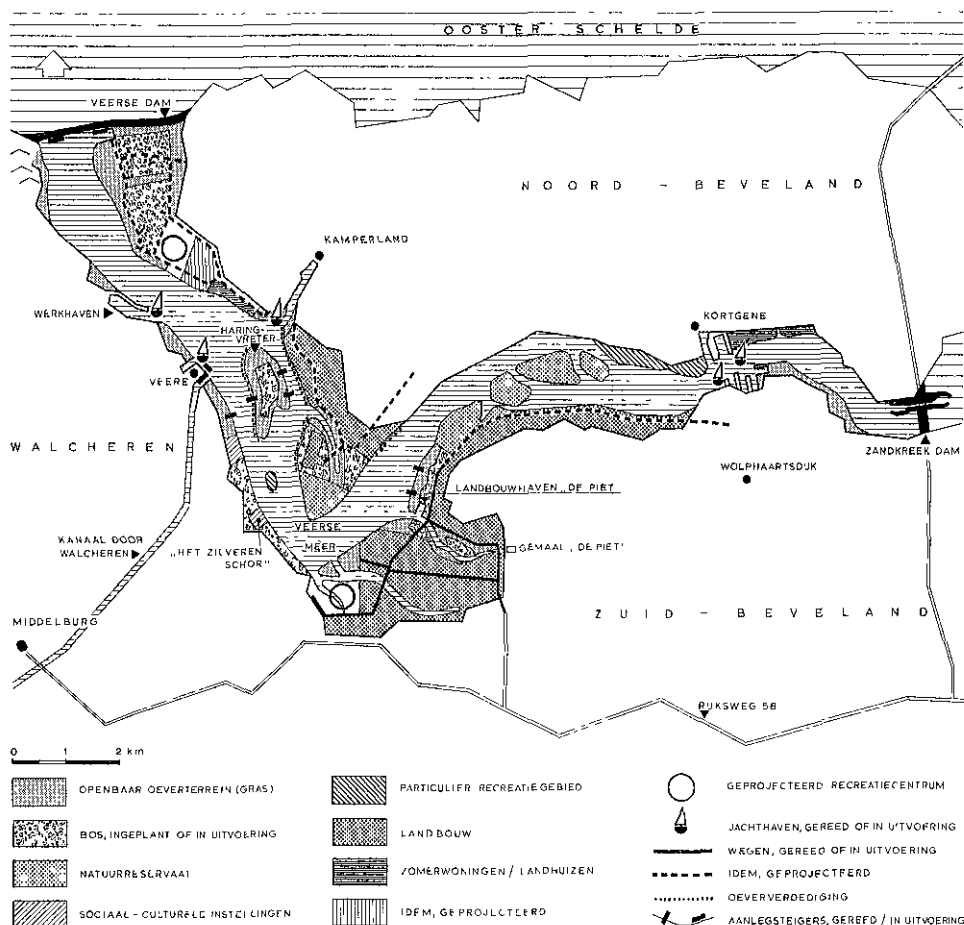 OOSTER SCHELDE
VEERSE DAM
NOORD - BEVELAND
KAMPERLAND
WERKHAVEN
HARING-
VRETER
KORTGENE
VEERE
WALCHEREN
ZANDKREEK DAM
WOLPHAARTSDIJK
LANDBOUWHAVEN „DE PIET"
VEERSE
MEER
KANAAL DOOR
WALCHEREN
„HET ZILVEREN
SCHOR"
GEMAAL „DE PIET"
ZUID - BEVELAND
MIDDELBURG
RIJKSWEG 58
0 1 2 km
OPENBAAR OEVERTERREIN (GRAS)
BOS, INGEPLANT OF IN UITVOERING
NATUURRESERVAAT
SOCIAAL - CULTURELE INSTELLINGEN
PARTICULIER RECREATIEGEBIED
LANDBOUW
ZOMERWONINGEN / LANDHUIZEN
IDEM, GEPROJECTEERD
GEPROJECTEERD RECREATIECENTRUM
JACHTHAVEN, GEREED OF IN UITVOERING
WEGEN, GEREED OF IN UITVOERING
IDEM, GEPROJECTEERD
OEVERVERDEDIGING
AANLEGSTEIGERS, GEREED / IN UITVOERING